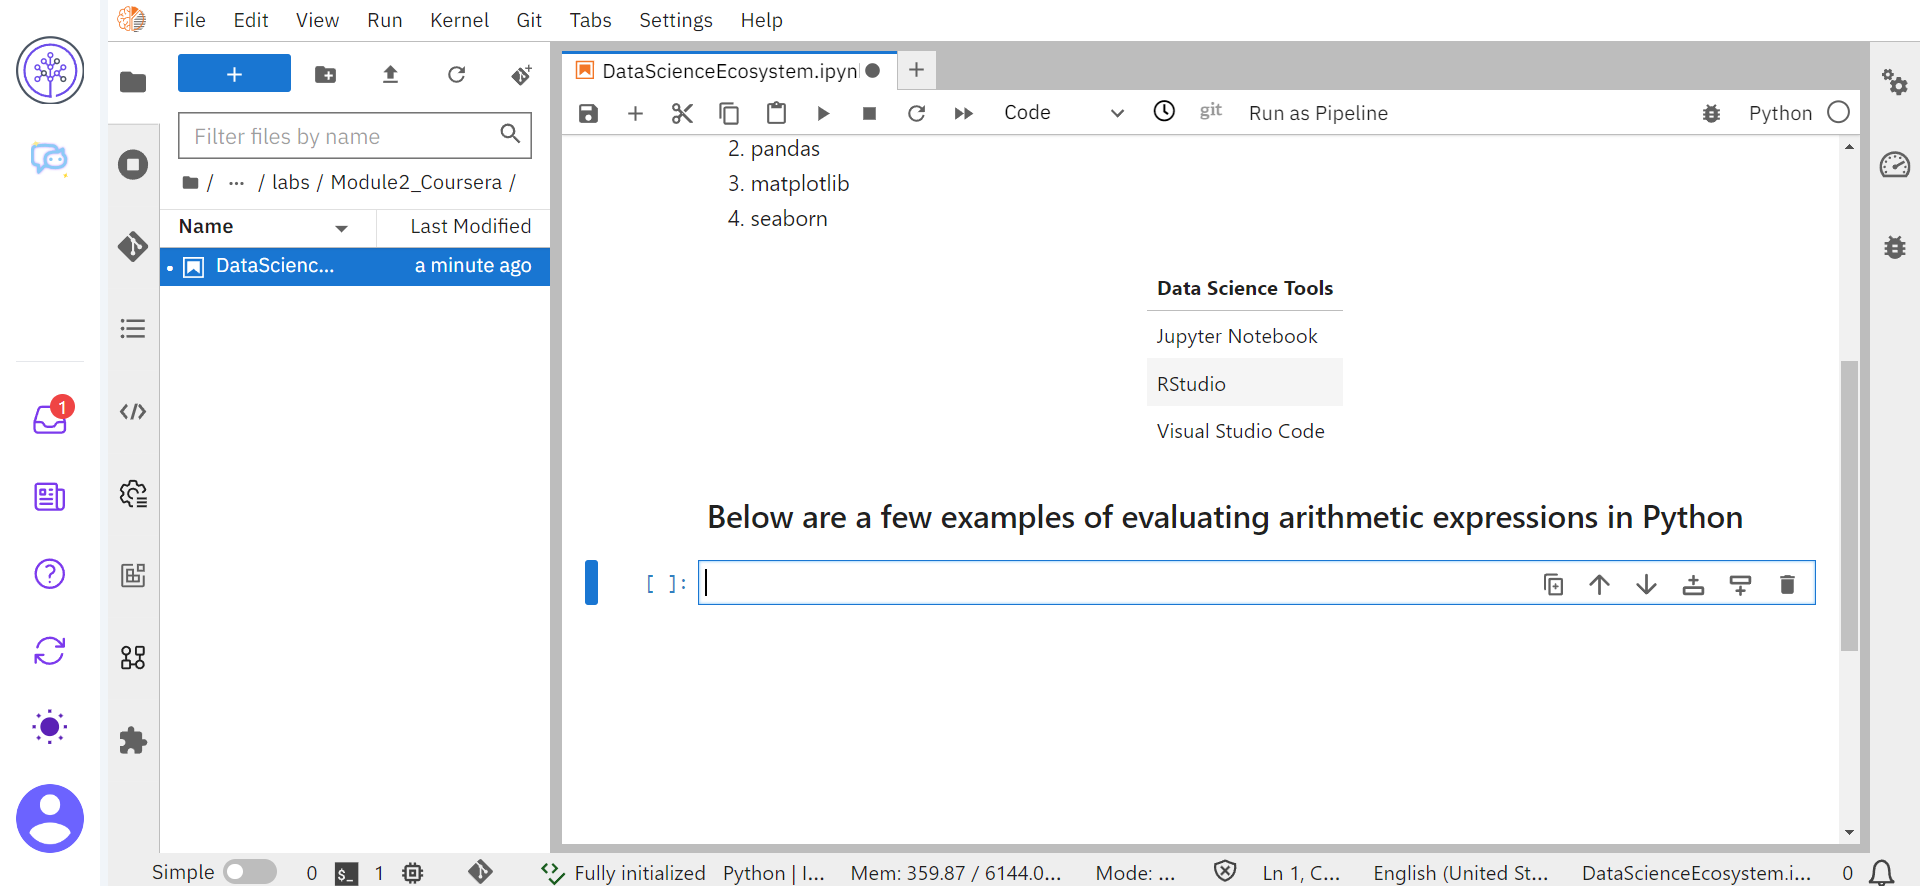 File Edit View Run Kernel Git Tabs Settings Help
DataScienceEcosystem.ipyn
Code git Run as Pipeline Python
Filter files by name
/ ... / labs / Module2_Coursera /
Name Last Modified
DataScienc... a minute ago
2. pandas
3. matplotlib
4. seaborn
Data Science Tools
Jupyter Notebook
RStudio
Visual Studio Code
1
Below are a few examples of evaluating arithmetic expressions in Python
[ ]:
Simple 0 $_ 1 Fully initialized Python | I... Mem: 359.87 / 6144.0... Mode: ... Ln 1, C... English (United St... DataScienceEcosystem.i... 0